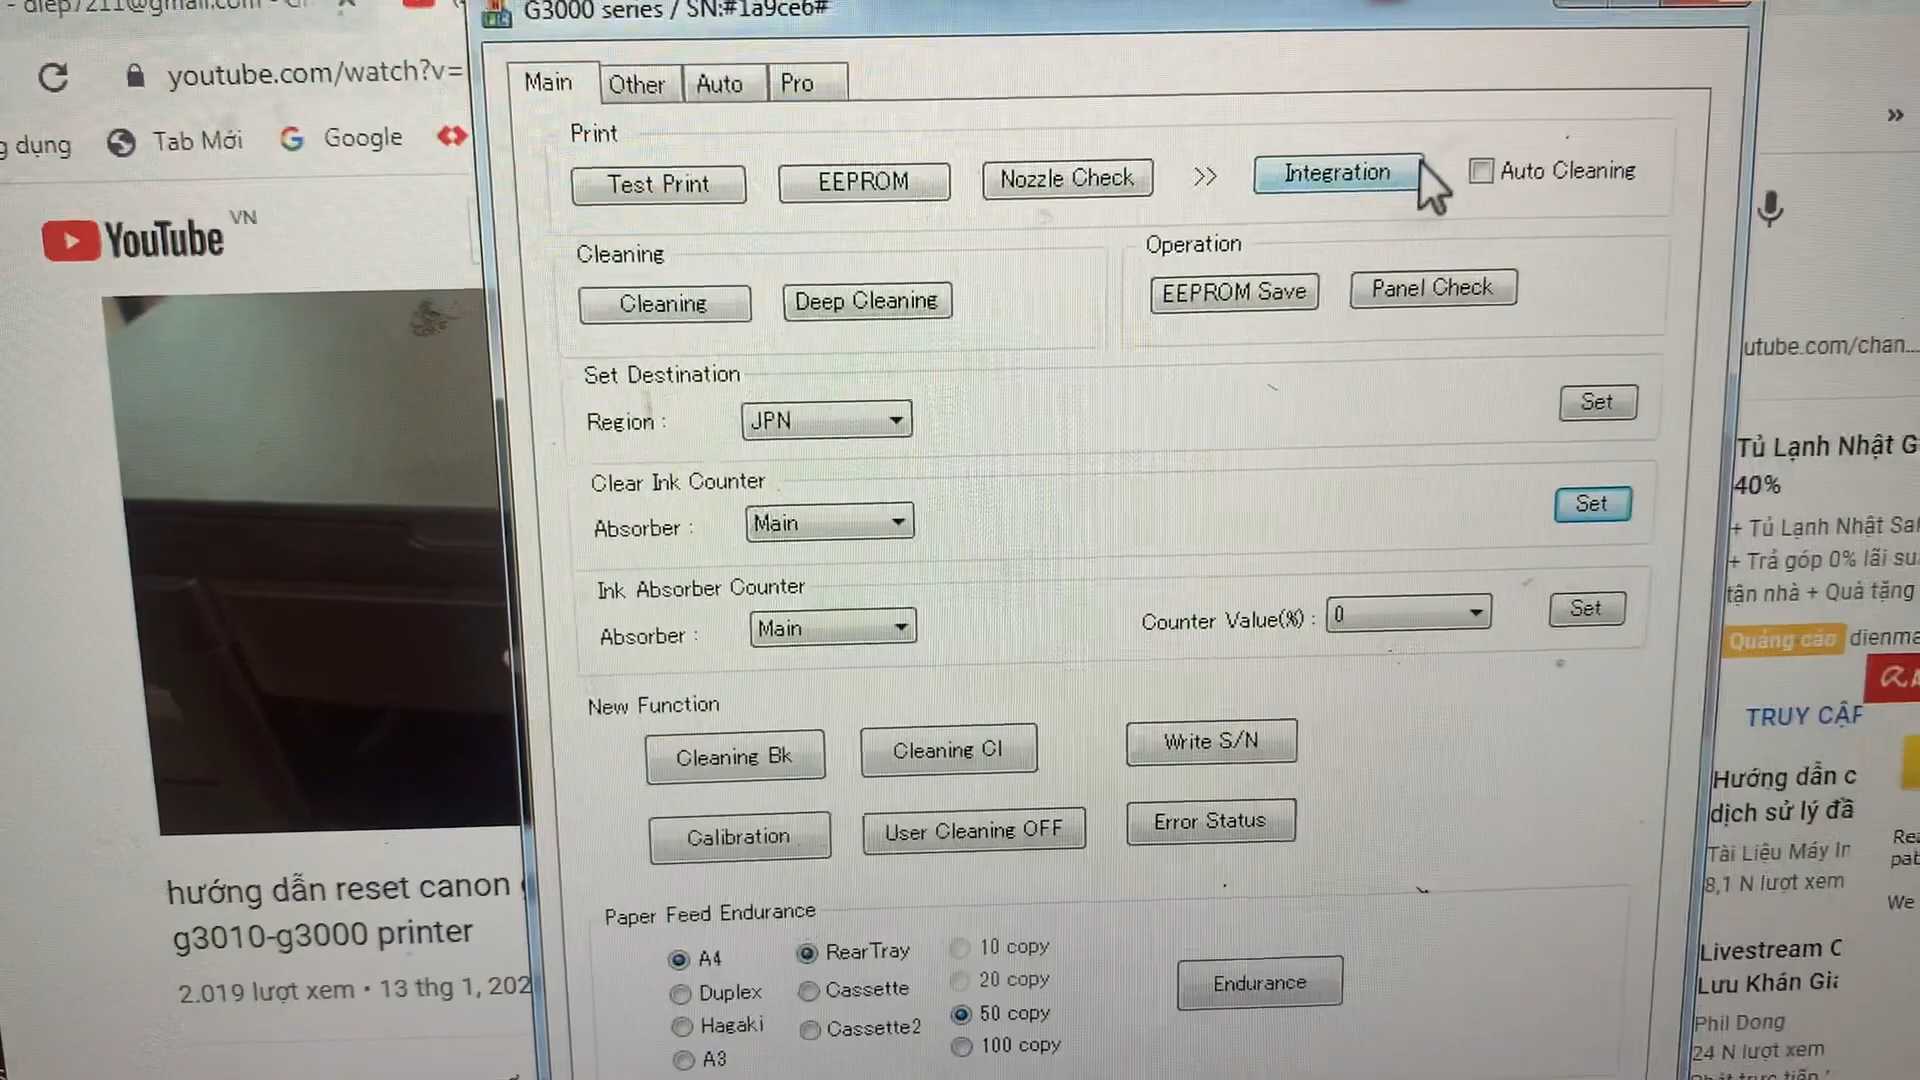 G3000 series / SN:#1a9ce6#
youtube.com/watch?v=
Main Other Auto Pro
dụng Tab Mới Google
»
Print
Test Print EEPROM Nozzle Check >> Integration Auto Cleaning
YouTube VN
Cleaning
Cleaning Deep Cleaning
Operation
EEPROM Save Panel Check
Set Destination
Region : JPN Set
Clear Ink Counter
Absorber : Main Set
Ink Absorber Counter
Absorber : Main Counter Value(%) : 0 Set
New Function
Cleaning Bk Cleaning Cl Write S/N
Calibration User Cleaning OFF Error Status
Paper Feed Endurance
A4 RearTray 10 copy
Duplex Cassette 20 copy
Hagaki Cassette2 50 copy
A3 100 copy
Endurance
hướng dẫn reset canon
g3010-g3000 printer
2.019 lượt xem • 13 thg 1, 202
utube.com/chan...
Tủ Lạnh Nhật G
40%
+ Tủ Lạnh Nhật Sa
+ Trả góp 0% lãi su
tận nhà + Quà tặng
Quảng cáo dienma
TRUY CẬP
Hướng dẫn c
dịch sử lý đầ
Tài Liệu Máy In
8,1 N lượt xem
We
Livestream C
Lưu Khán Giả
Phil Dong
24 N lượt xem